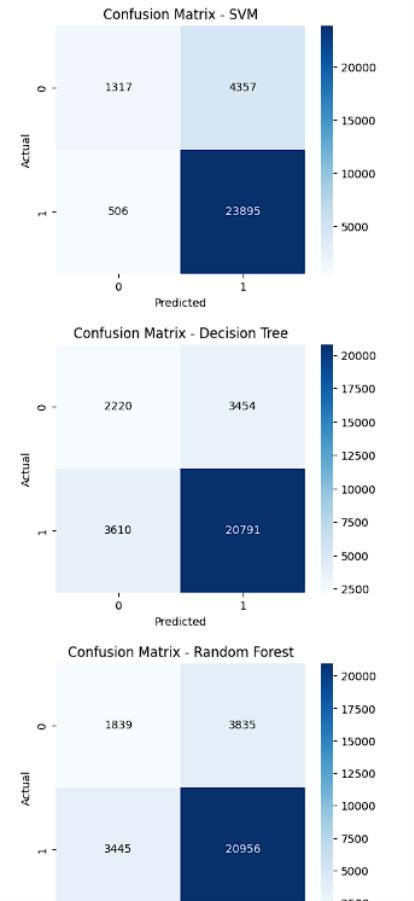 Confusion Matrix - SVM
0 1317 4357
20000
15000
10000
5000
Actual
1 506 23895
0 1
Predicted
Confusion Matrix - Decision Tree
0 2220 3454
20000
17500
15000
12500
10000
7500
5000
2500
Actual
1 3610 20791
0 1
Predicted
Confusion Matrix - Random Forest
0 1839 3835
20000
17500
15000
12500
10000
7500
5000
Actual
1 3445 20956